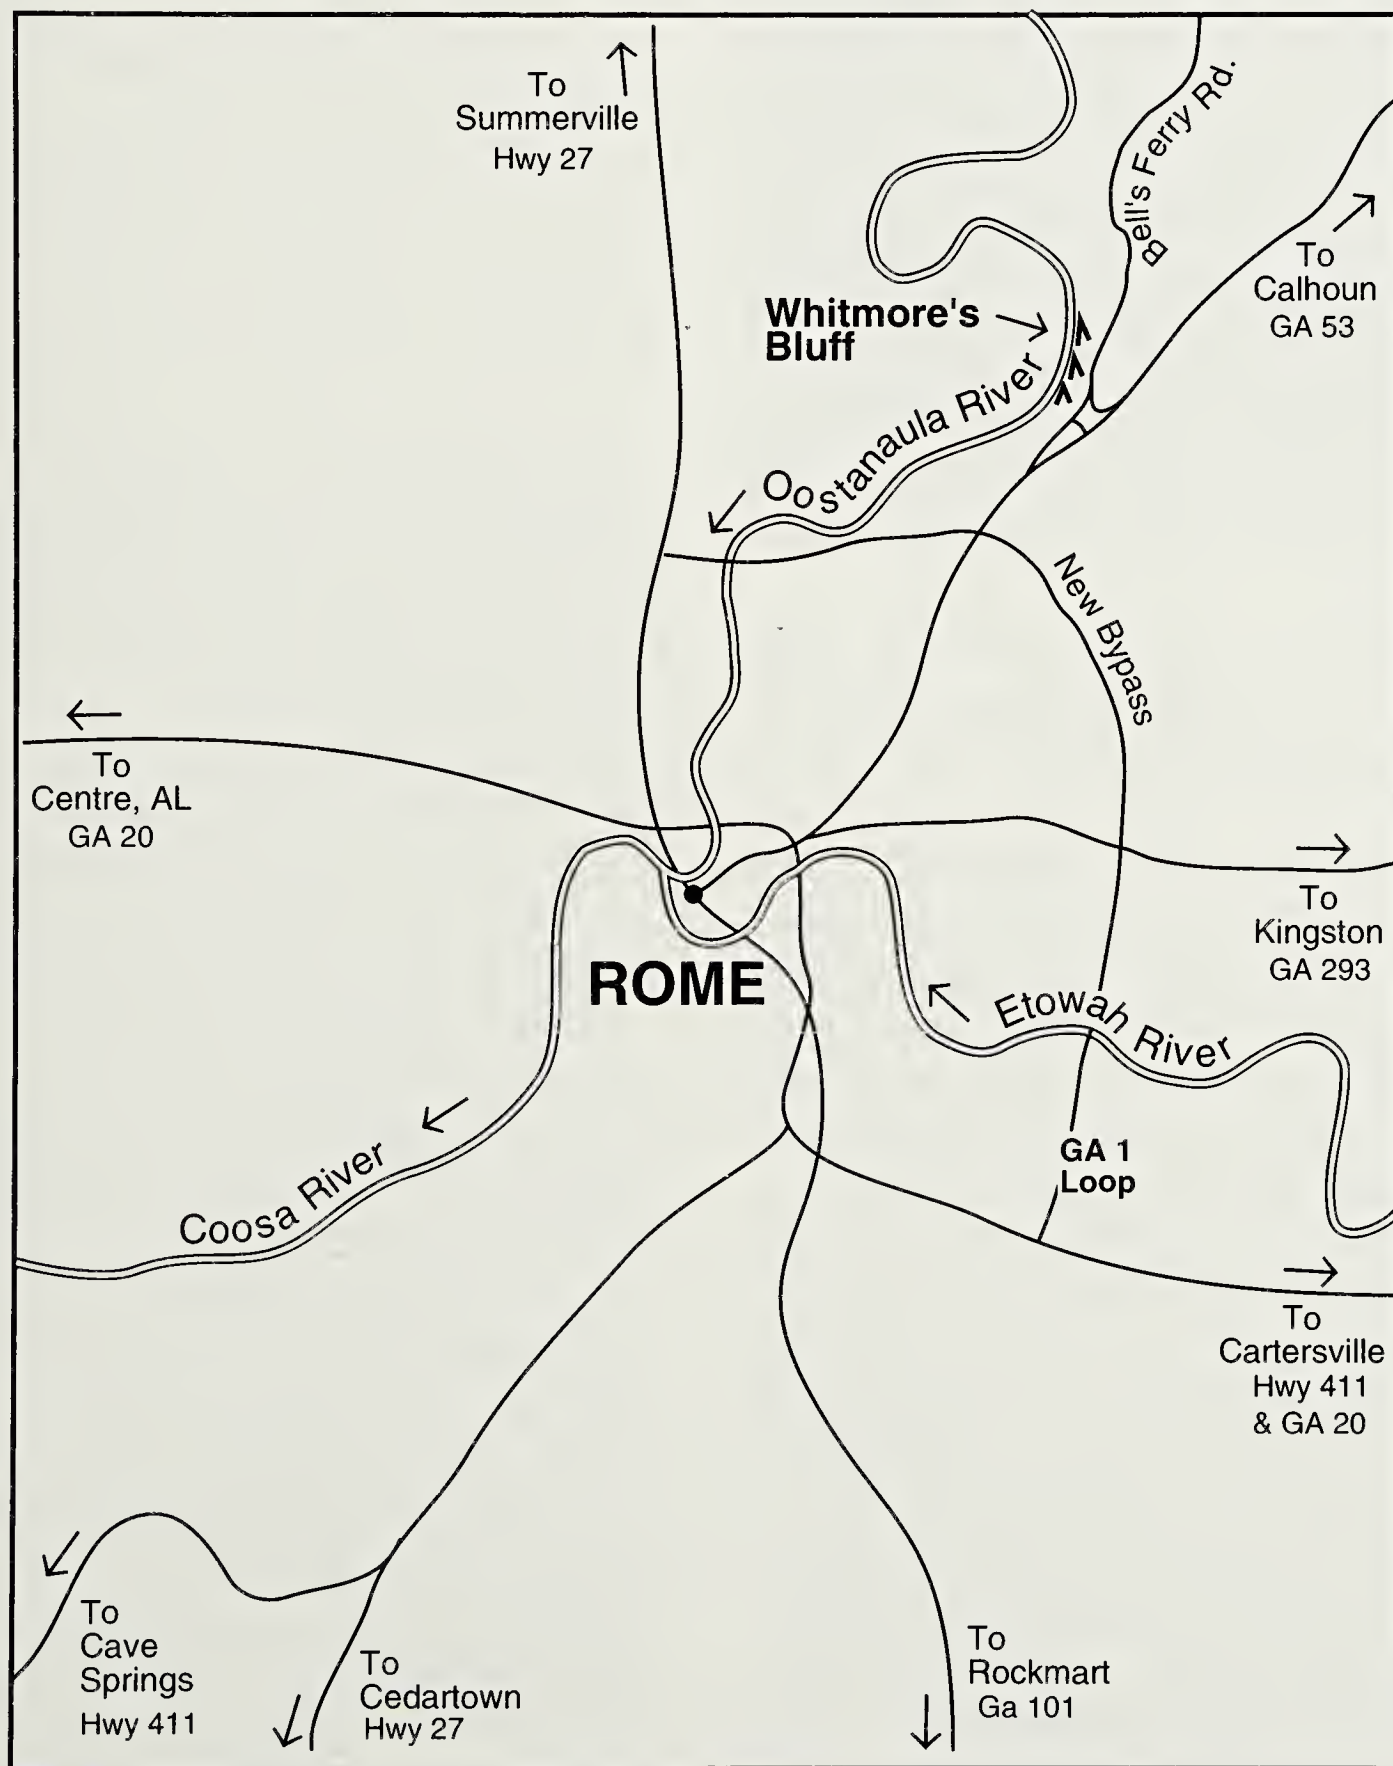 To
Summerville
Hwy 27
Bell's Ferry Rd.
To
Calhoun
GA 53
Whitmore's
Bluff
Oostanaula River
New Bypass
To
Centre, AL
GA 20
To
Kingston
GA 293
ROME
Etowah River
GA 1
Loop
Coosa River
To
Cartersville
Hwy 411
& GA 20
To
Cave
Springs
Hwy 411
To
Cedartown
Hwy 27
To
Rockmart
Ga 101